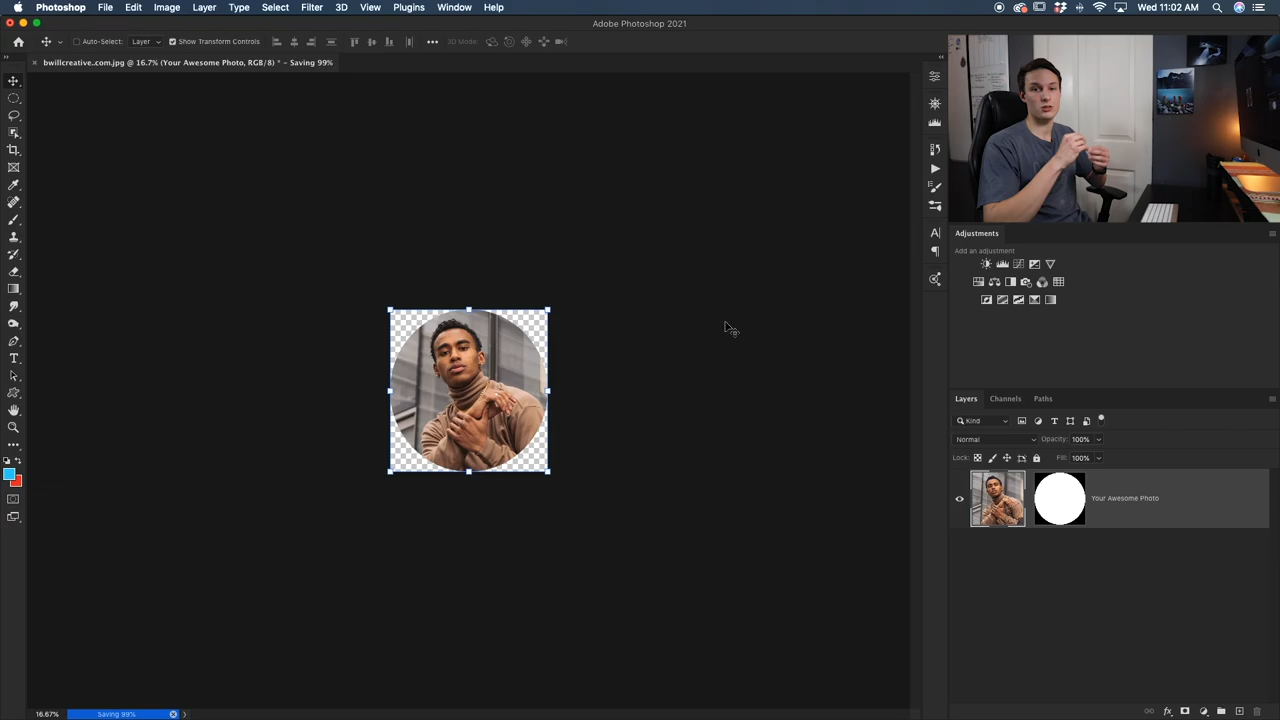 Photoshop File Edit Image Layer Type Select Filter 3D View Plugins Window Help Wed 11:02 AM
Adobe Photoshop 2021
Auto-Select: Layer Show Transform Controls 3D Mode:
bwillcreative..com.jpg @ 16.7% (Your Awesome Photo, RGB/8) * – Saving 99%
Adjustments
Add an adjustment
Layers Channels Paths
Kind
Normal Opacity: 100%
Lock: Fill: 100%
Your Awesome Photo
16.67% Saving 99%